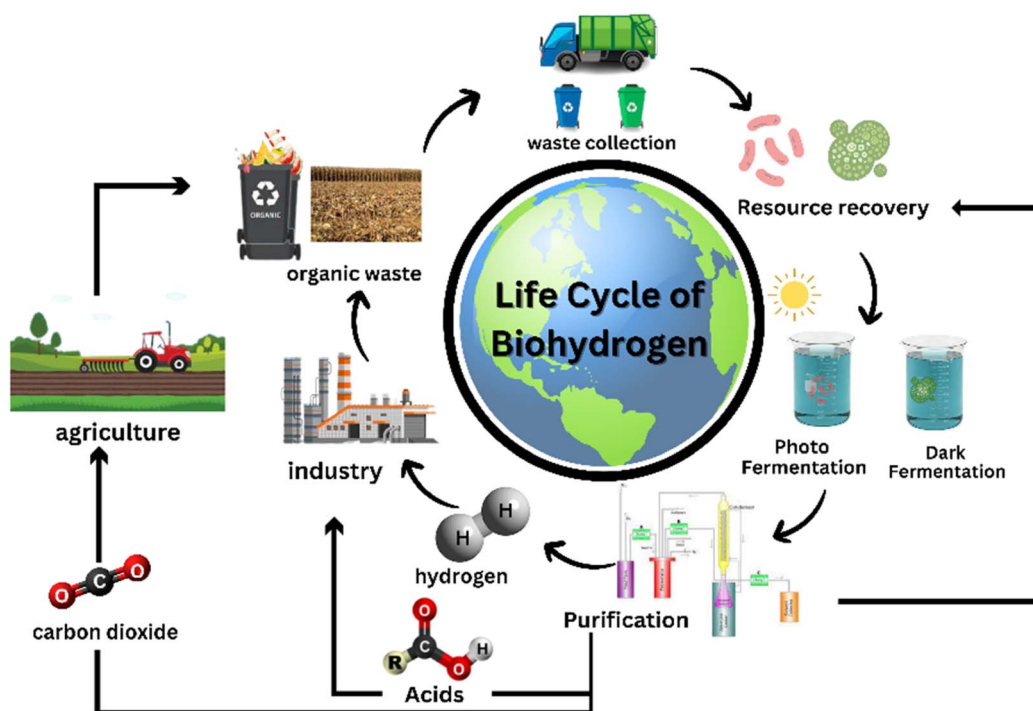 waste collection
Resource recovery
ORGANIC
organic waste
Life Cycle of
Biohydrogen
agriculture
industry
Photo
Fermentation
Dark
Fermentation
H
H
hydrogen
Purification
O
C
O
carbon dioxide
O
R
C
O
H
Acids